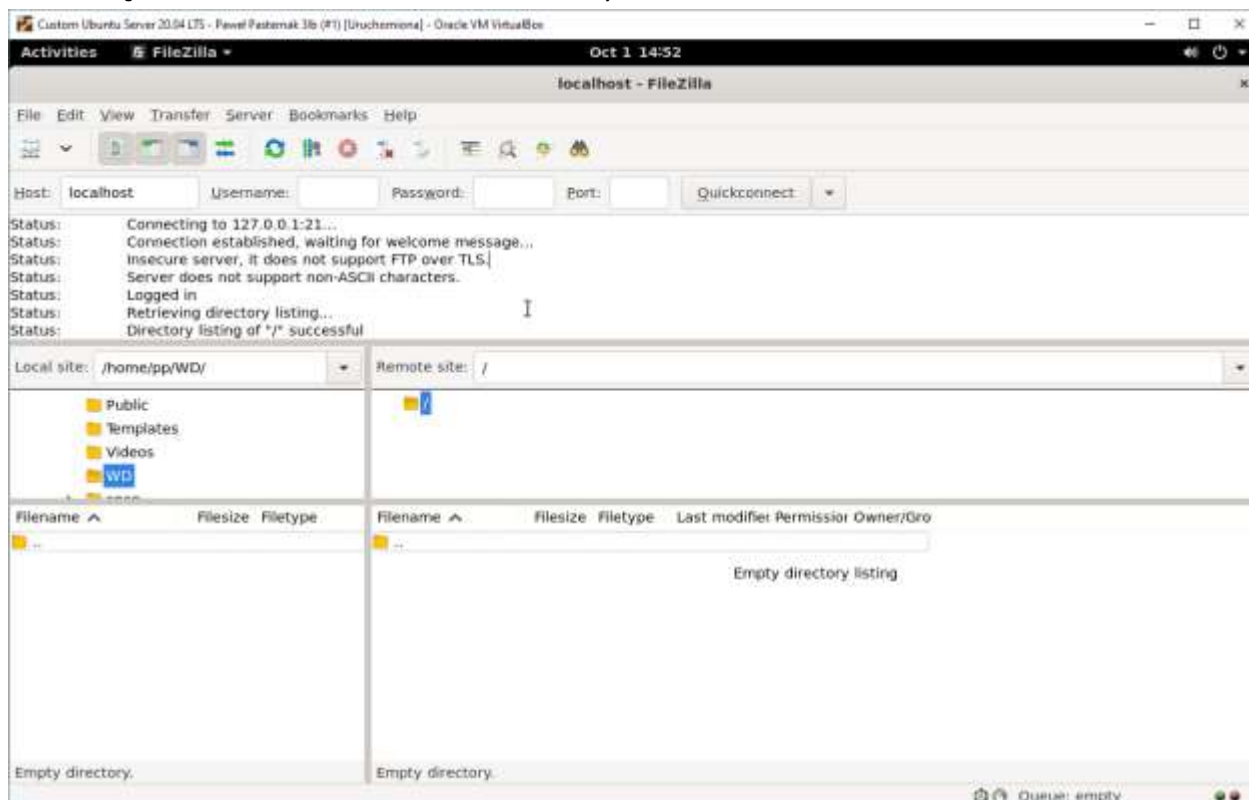 Custom Ubuntu Server 20.04 LTS - Paweł Pasternak 3Ib (#1) [Uruchomiona] - Oracle VM VirtualBox
Activities FileZilla Oct 1 14:52
localhost - FileZilla
File Edit View Transfer Server Bookmarks Help
Host: localhost Username: Password: Port: Quickconnect
Status: Connecting to 127.0.0.1:21...
Status: Connection established, waiting for welcome message...
Status: Insecure server, it does not support FTP over TLS.
Status: Server does not support non-ASCII characters.
Status: Logged in
Status: Retrieving directory listing...
Status: Directory listing of "/" successful
Local site: /home/pp/WD/ Remote site: /
Public /
Templates
Videos
WD
Filename Filesize Filetype Filename Filesize Filetype Last modified Permission Owner/Gro
.. ..
Empty directory listing
Empty directory. Empty directory.
Queue: empty